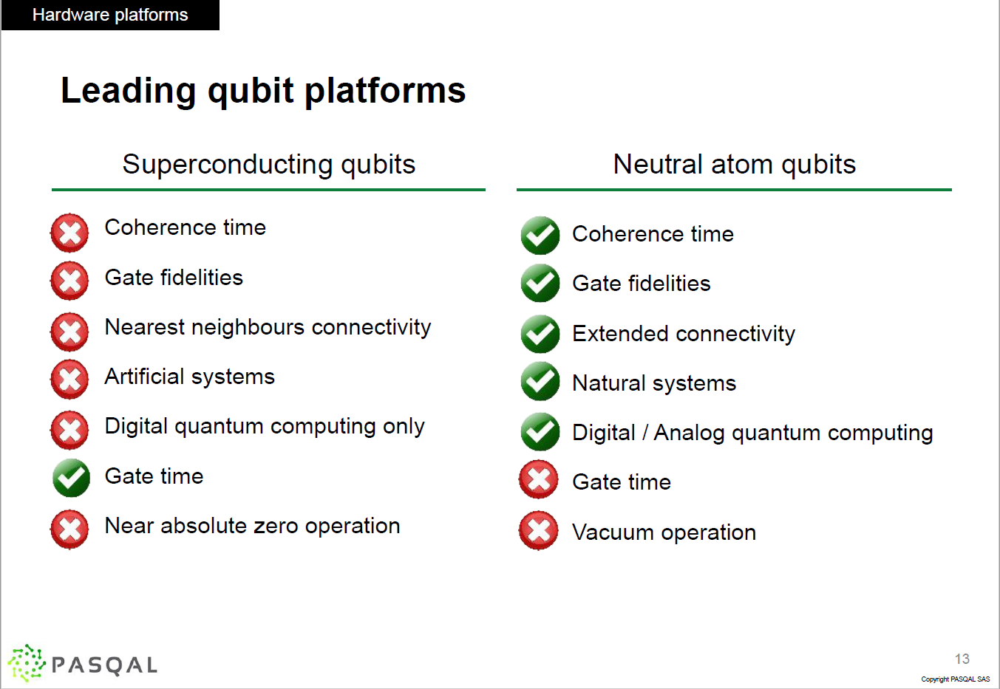 Hardware platforms
Leading qubit platforms
Superconducting qubits
Coherence time
Gate fidelities
Nearest neighbours connectivity
Artificial systems
Digital quantum computing only
Gate time
Near absolute zero operation
Neutral atom qubits
Coherence time
Gate fidelities
Extended connectivity
Natural systems
Digital / Analog quantum computing
Gate time
Vacuum operation
PASQAL
13
Copyright PASQAL SAS